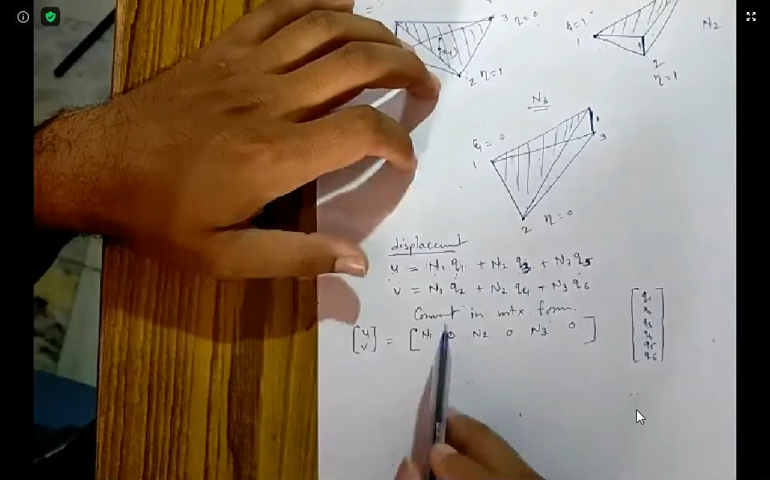 3 η=0
N2
1
2 η=1
2
η=1
N3
ξ=0
1
1
3
2 η=0
displacement
u = N1 q1 + N2 q3 + N3 q5
v = N1 q2 + N2 q4 + N3 q6
Convert in mtx. form
[u v] = [N1 0 N2 0 N3 0] [q1 q2 q3 q4 q5 q6]